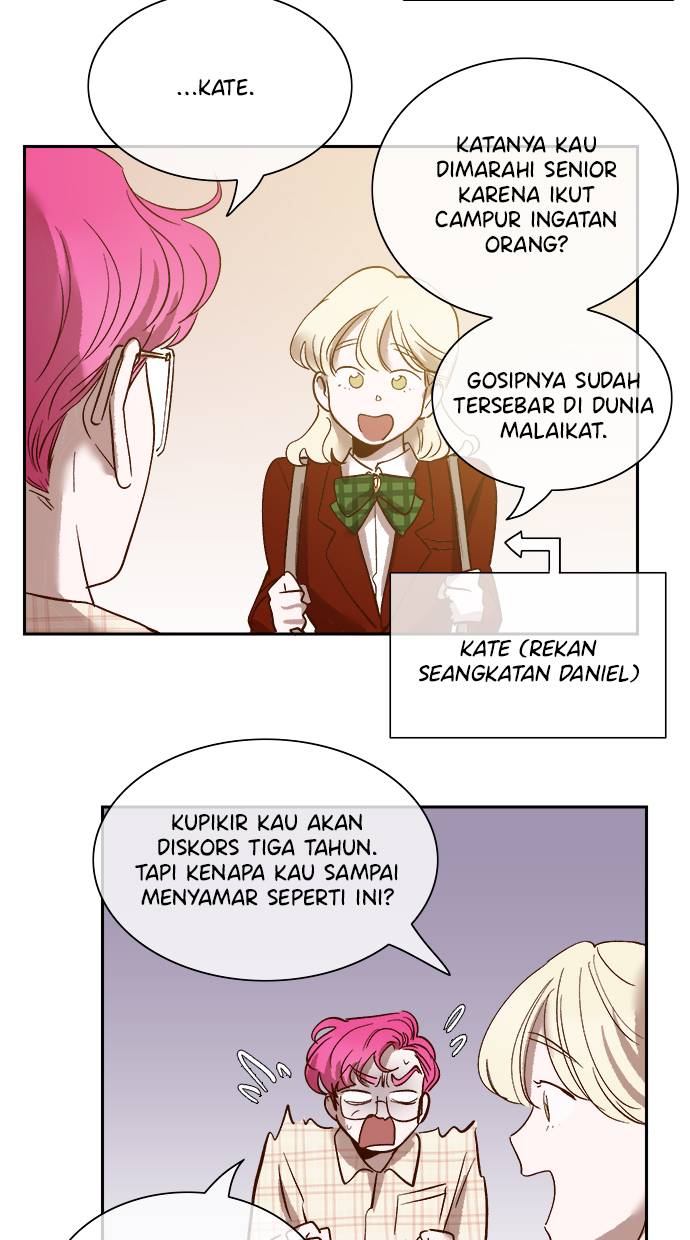 ...KATE.
KATANYA KAU
DIMARAHI SENIOR
KARENA IKUT
CAMPUR INGATAN
ORANG?
GOSIPNYA SUDAH
TERSEBAR DI DUNIA
MALAIKAT.
KATE (REKAN
SEANGKATAN DANIEL)
KUPIKIR KAU AKAN
DISKORS TIGA TAHUN.
TAPI KENAPA KAU SAMPAI
MENYAMAR SEPERTI INI?